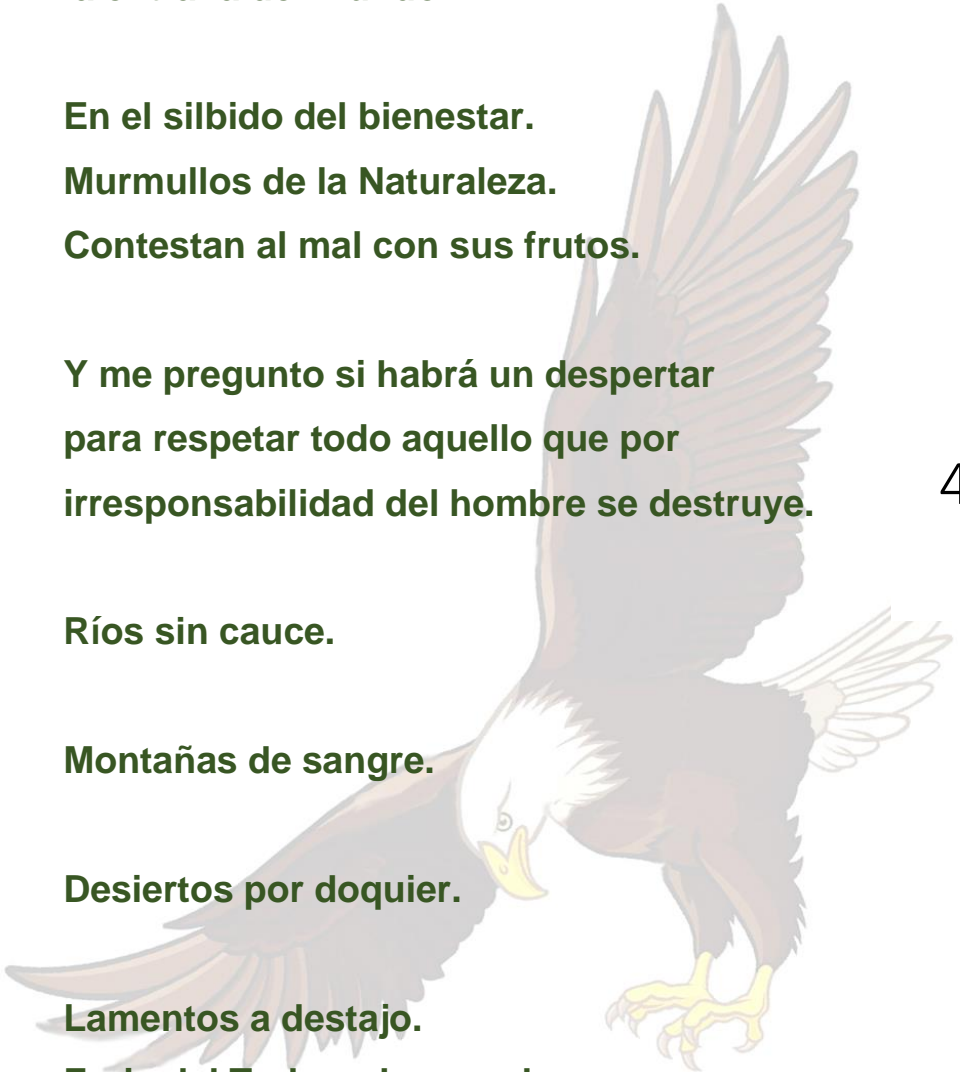 En el silbido del bienestar.
Murmullos de la Naturaleza.
Contestan al mal con sus frutos.
Y me pregunto si habrá un despertar
para respetar todo aquello que por
irresponsabilidad del hombre se destruye.
4
Ríos sin cauce.
Montañas de sangre.
Desiertos por doquier.
Lamentos a destajo.